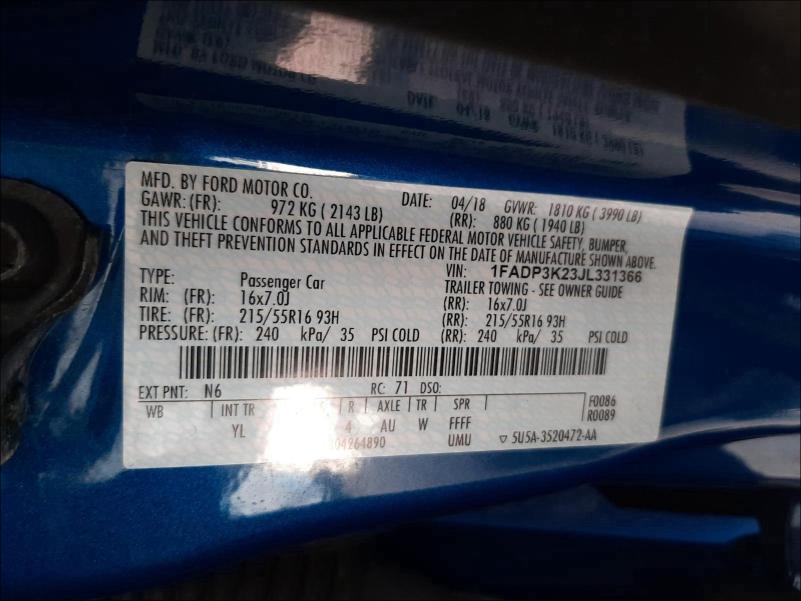 MFD. BY FORD MOTOR CO. DATE: 04/18 GVWR: 1810 KG ( 3990 LB)
GAWR: (FR): 972 KG ( 2143 LB) (RR): 880 KG ( 1940 LB)
THIS VEHICLE CONFORMS TO ALL APPLICABLE FEDERAL MOTOR VEHICLE SAFETY, BUMPER,
AND THEFT PREVENTION STANDARDS IN EFFECT ON THE DATE OF MANUFACTURE SHOWN ABOVE.
VIN: 1FADP3K23JL331366
TYPE: Passenger Car TRAILER TOWING - SEE OWNER GUIDE
RIM: (FR): 16x7.0J (RR): 16x7.0J
TIRE: (FR): 215/55R16 93H (RR): 215/55R16 93H
PRESSURE: (FR): 240 kPa/ 35 PSI COLD (RR): 240 kPa/ 35 PSI COLD
EXT PNT: N6 RC: 71 DSO: F0086
WB INT TR R AXLE TR SPR R0089
YL 4 AU W FFFF
04264890 UMU ▽ 5U5A-3520472-AA